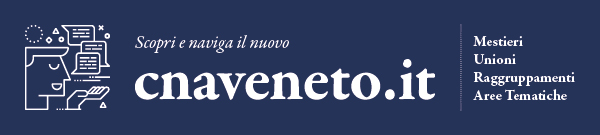 Scopri e naviga il nuovo
cnaveneto.it
Mestieri
Unioni
Raggruppamenti
Aree Tematiche